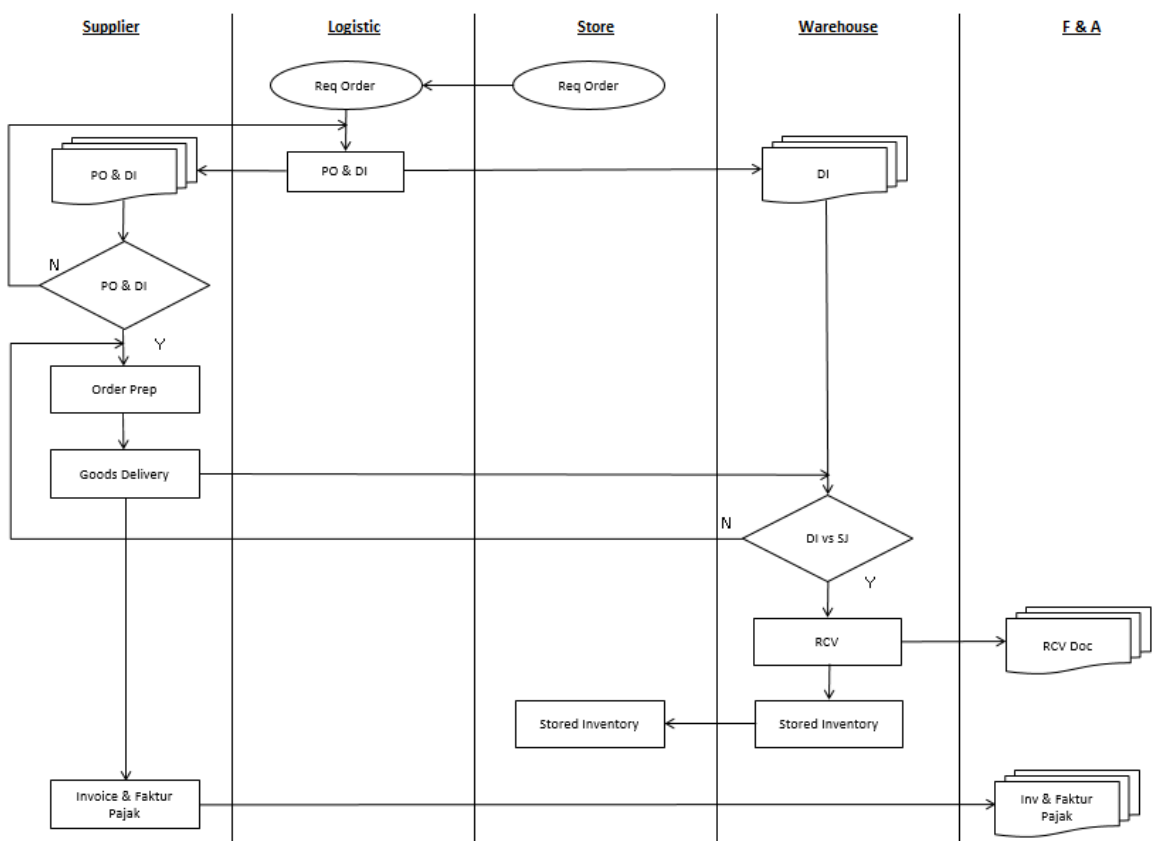 Supplier
Logistic
Store
Warehouse
F & A
Req Order
Req Order
PO & DI
PO & DI
DI
N
PO & DI
Y
Order Prep
Goods Delivery
N
DI vs SJ
Y
RCV
RCV Doc
Stored Inventory
Stored Inventory
Invoice & Faktur
Pajak
Inv & Faktur
Pajak